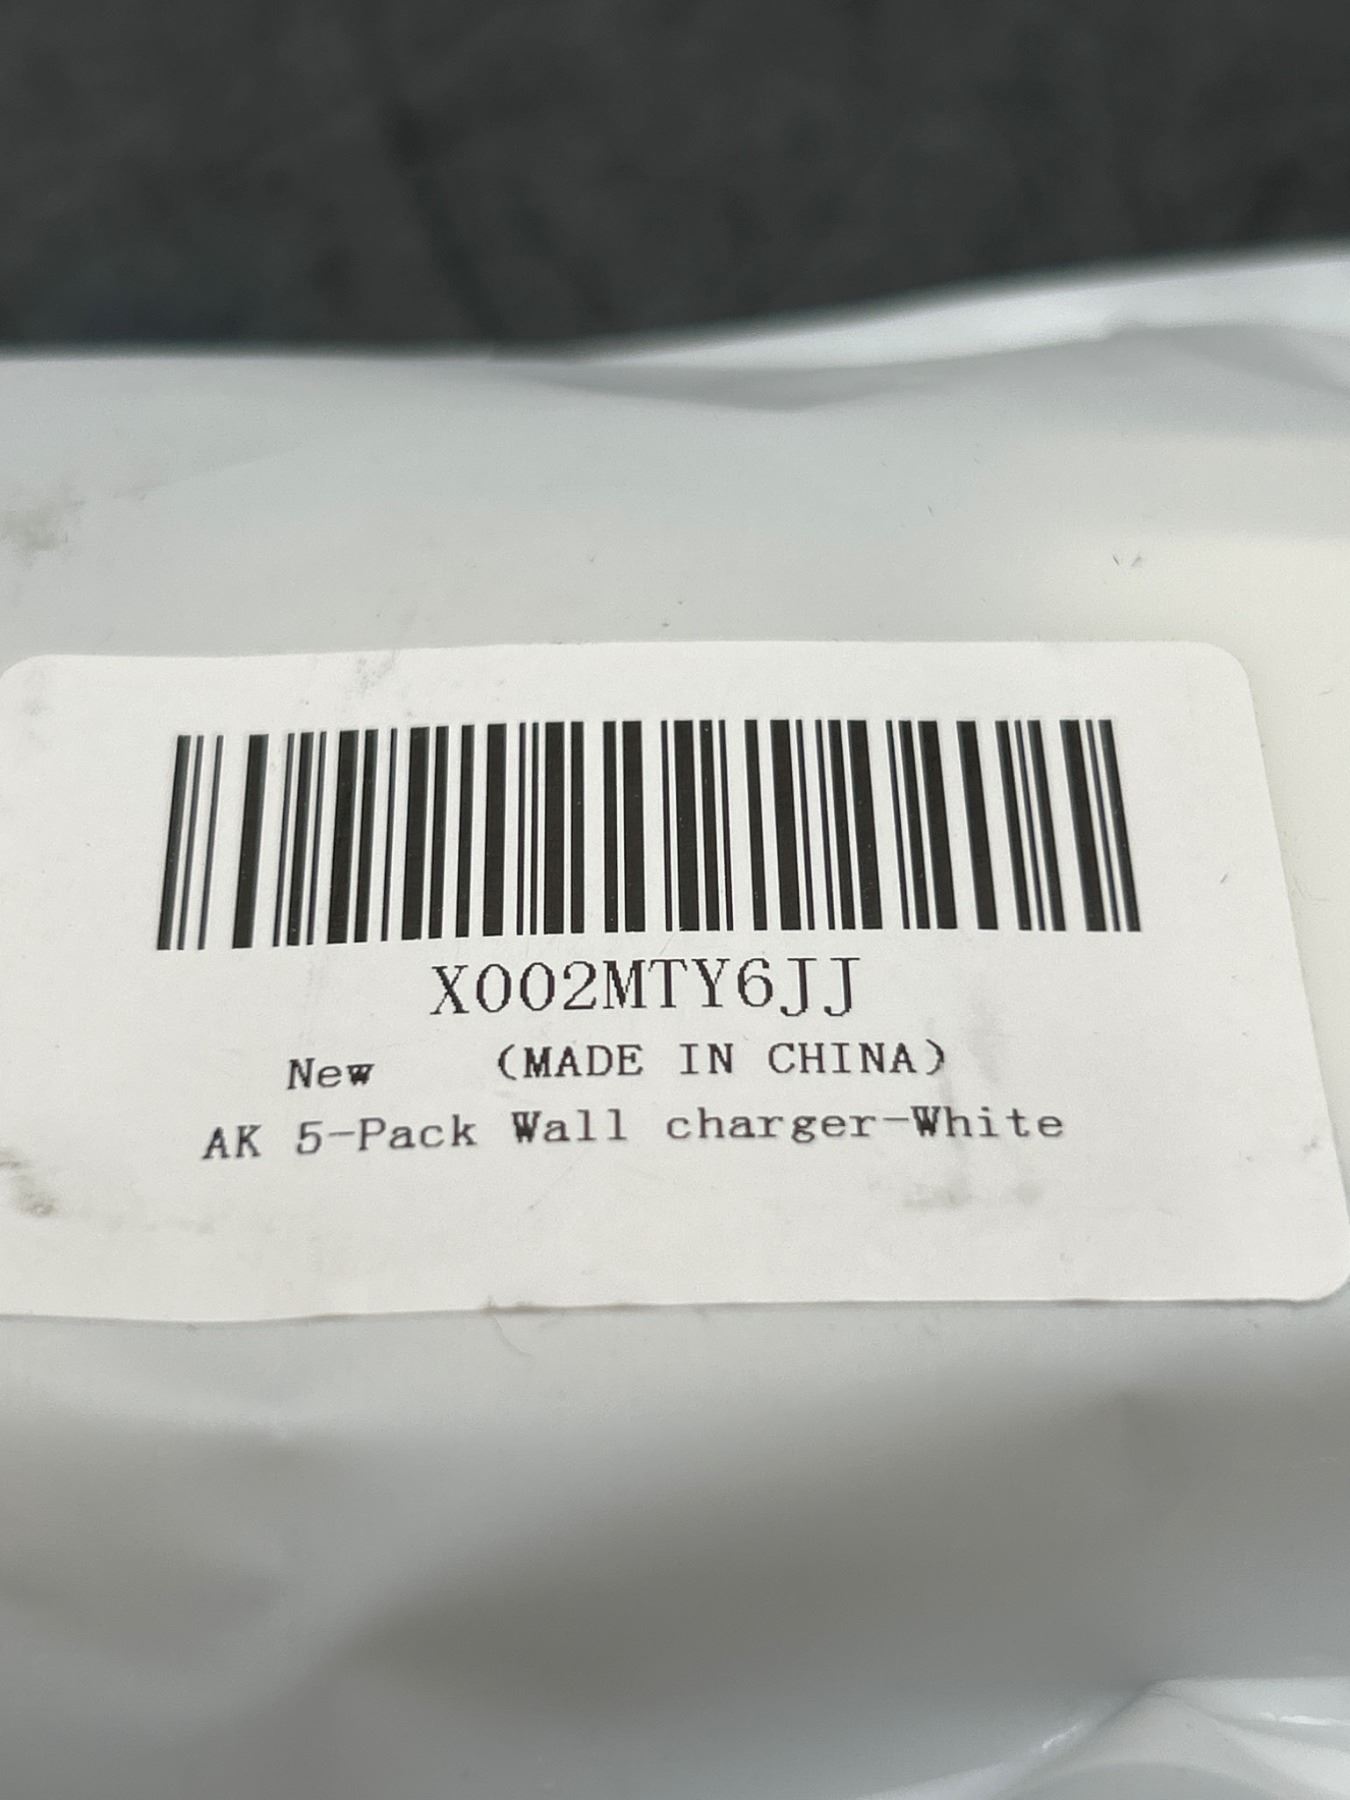 X002MTY6JJ
New (MADE IN CHINA)
AK 5-Pack Wall charger-White